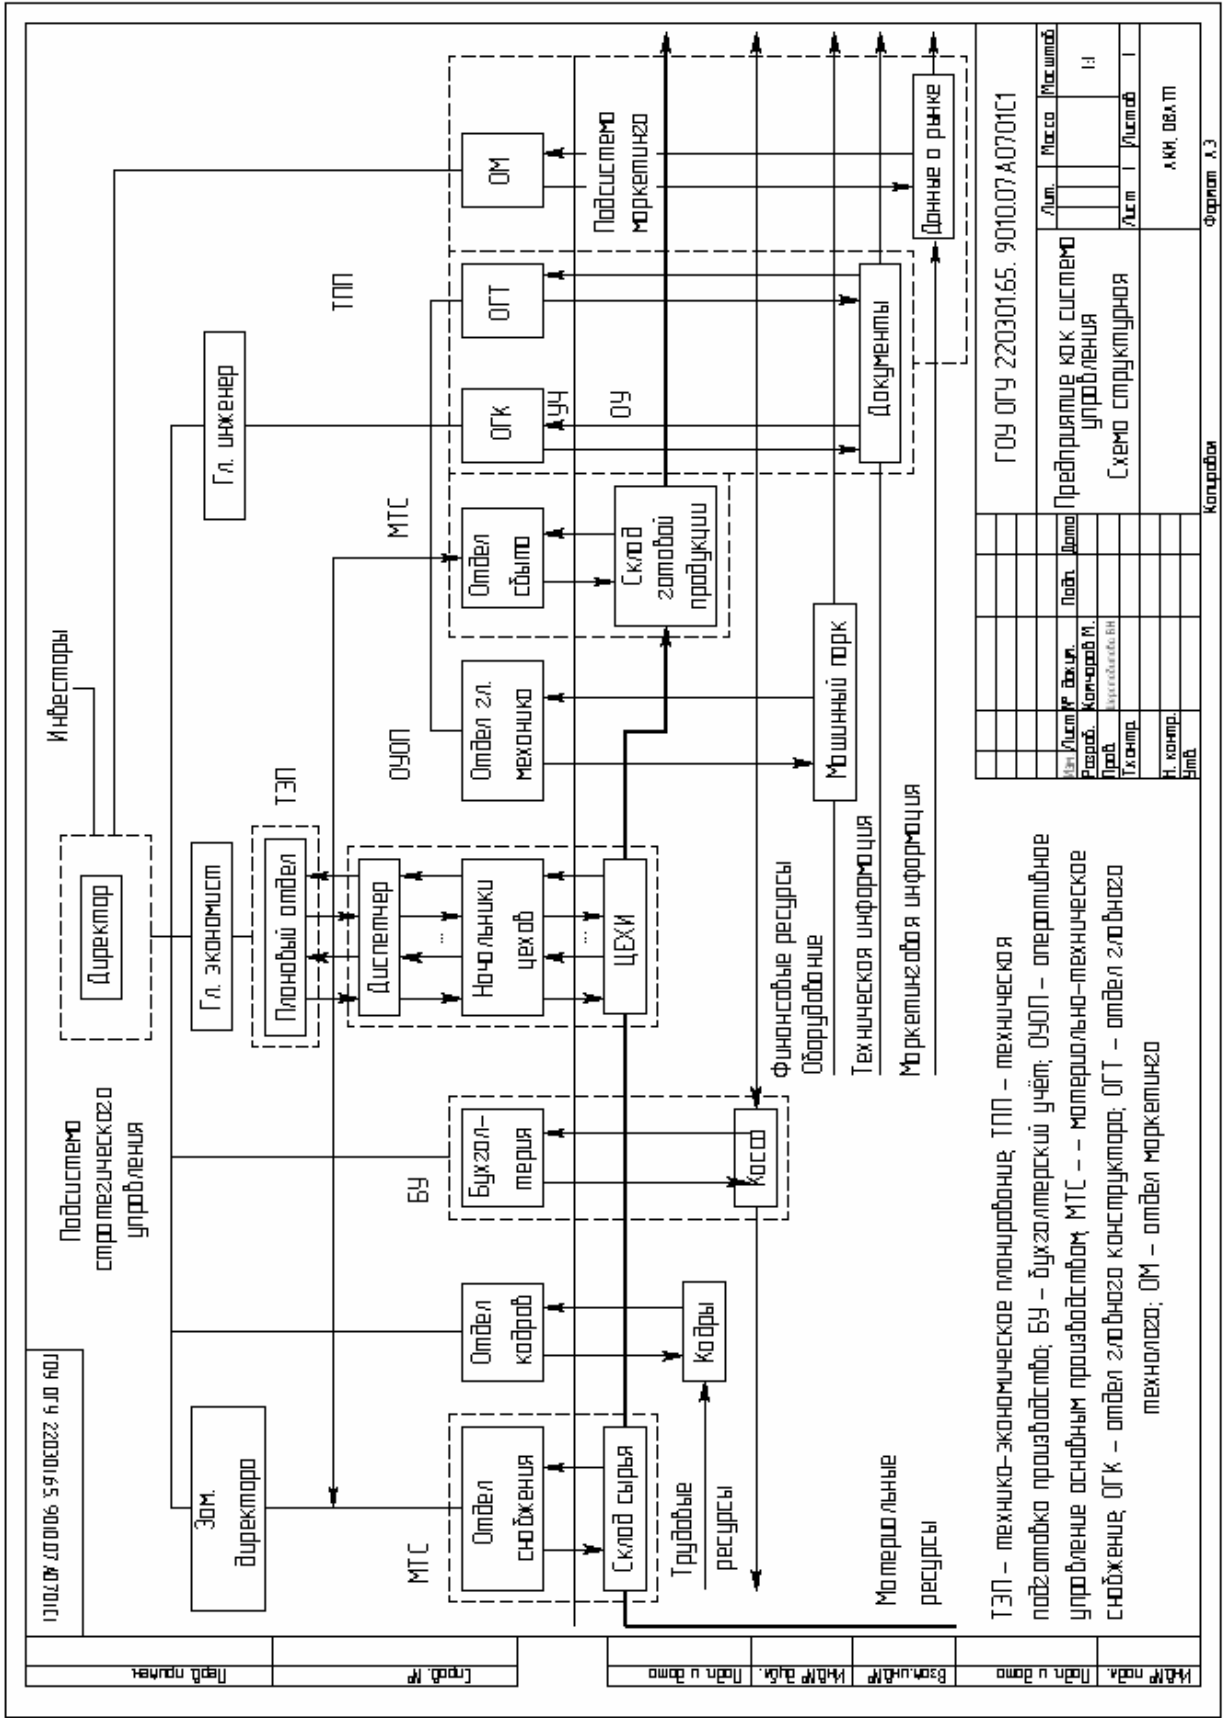 ГОУ ОГУ 220301.65. 9010.07 А0701С1
Инвесторы
Подсистема
стратегического
управления
Директор
Зам.
директора
Гл. экономист
Гл. инженер
Плановый отдел
ТЭП
ТПП
МТС
БУ
Диспетчер
ОУОП
МТС
Отдел
снабжения
Отдел
кадров
Бухгал-
терия
Начальники
цехов
Отдел гл.
механика
Отдел
сбыта
ОГК
ОГТ
ОМ
УЧ
ОУ
...
...
Подсистема
маркетинга
Склад сырья
ЦЕХИ
Склад
готовой
продукции
Трудовые
ресурсы
Кадры
Касса
Финансовые ресурсы
Оборудование
Машинный парк
Техническая информация
Документы
Маркетинговая информация
Данные о рынке
Материальные
ресурсы
ТЭП – технико-экономическое планирование; ТПП – техническая
подготовка производства; БУ – бухгалтерский учёт; ОУОП – оперативное
управление основным производством; МТС – – материально-техническое
снабжение; ОГК – отдел главного конструктора; ОГТ – отдел главного
технолога; ОМ – отдел маркетинга
ГОУ ОГУ 220301.65. 9010.07 А0701С1
Изм Лист № докум. Подп. Дата
Разраб. Комчаров М.
Пров.
Т.контр.
Н. контр.
Утв.
Предприятие как система
управления
Схема структурная
Лит. Масса Масштаб
1:1
Лист 1 Листов 1
Копировал
Формат А3
Перв. примен.
Справ. №
Подп. и дата
Инв.№ дубл.
Взам.инв.№
Подп. и дата
Инв.№ подл.